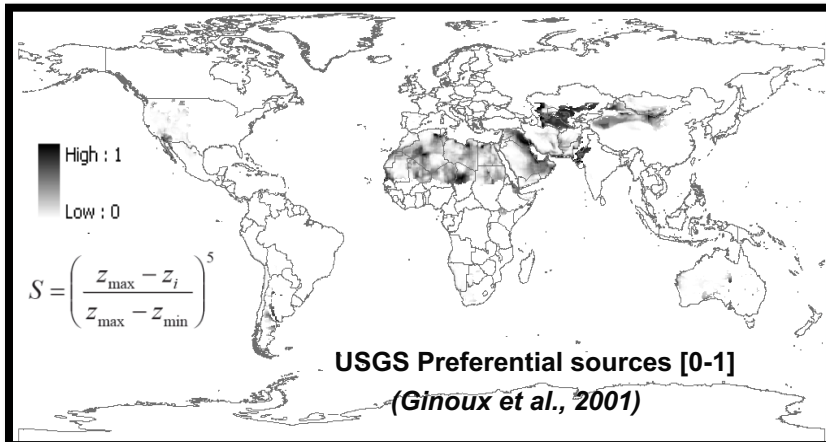 High : 1
Low : 0
S = ( (z_max − z_i) / (z_max − z_min) )^5
USGS Preferential sources [0-1]
(Ginoux et al., 2001)